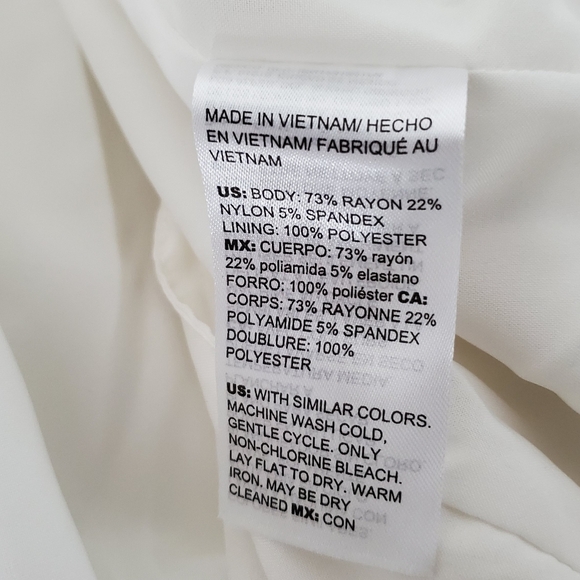 MADE IN VIETNAM/ HECHO
EN VIETNAM/ FABRIQUÉ AU
VIETNAM
US: BODY: 73% RAYON 22%
NYLON 5% SPANDEX
LINING: 100% POLYESTER
MX: CUERPO: 73% rayón
22% poliamida 5% elastano
FORRO: 100% poliéster CA:
CORPS: 73% RAYONNE 22%
POLYAMIDE 5% SPANDEX
DOUBLURE: 100%
POLYESTER
US: WITH SIMILAR COLORS.
MACHINE WASH COLD,
GENTLE CYCLE. ONLY
NON-CHLORINE BLEACH.
LAY FLAT TO DRY. WARM
IRON. MAY BE DRY
CLEANED MX: CON